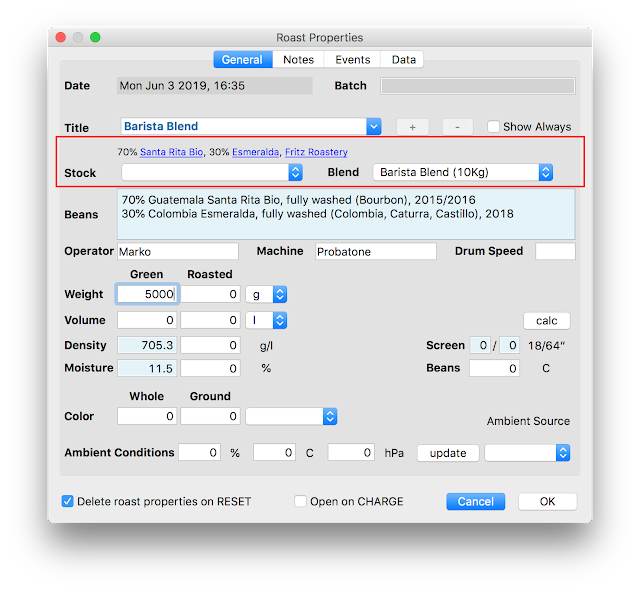 Roast Properties
General Notes Events Data
Date Mon Jun 3 2019, 16:35 Batch
Title Barista Blend + - Show Always
70% Santa Rita Bio, 30% Esmeralda, Fritz Roastery
Stock Blend Barista Blend (10Kg)
Beans 70% Guatemala Santa Rita Bio, fully washed (Bourbon), 2015/2016
30% Colombia Esmeralda, fully washed (Colombia, Caturra, Castillo), 2018
Operator Marko Machine Probatone Drum Speed
Green Roasted
Weight 5000 0 g
Volume 0 0 l calc
Density 705.3 0 g/l Screen 0 / 0 18/64″
Moisture 11.5 0 % Beans 0 C
Whole Ground
Color 0 0
Ambient Source
Ambient Conditions 0 % 0 C 0 hPa update
Delete roast properties on RESET Open on CHARGE Cancel OK